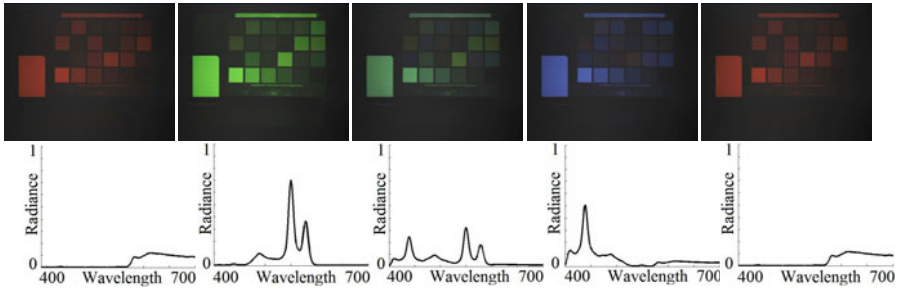 1 1 1 1 1
Radiance Radiance Radiance Radiance Radiance
0 0 0 0 0
400 Wavelength 700 400 Wavelength 700 400 Wavelength 700 400 Wavelength 700 400 Wavelength 700